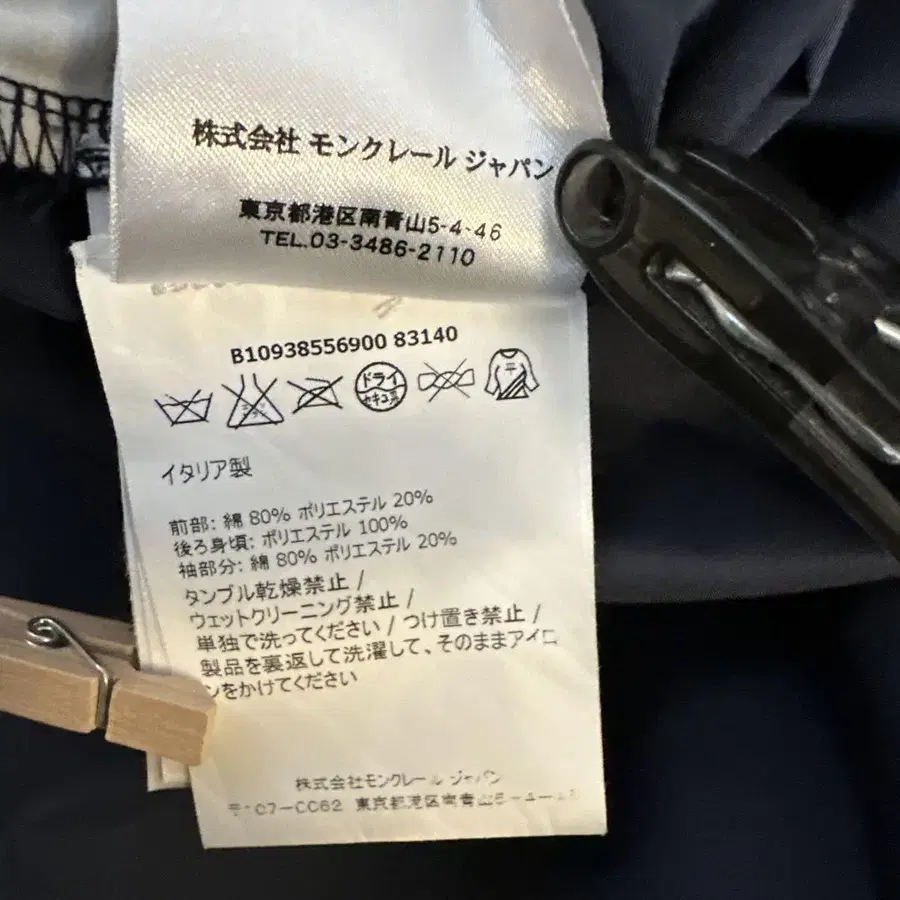 株式会社 モンクレール ジャパン
東京都港区南青山5-4-46
TEL.03-3486-2110
B10938556900 83140
ドライ
セキユ系
平
イタリア製
前部: 綿 80% ポリエステル 20%
後ろ身頃: ポリエステル 100%
袖部分: 綿 80% ポリエステル 20%
タンブル乾燥禁止 /
ウェットクリーニング禁止 /
単独で洗ってください / つけ置き禁止 /
製品を裏返して洗濯して、そのままアイロ
ンをかけてください
株式会社モンクレール ジャパン
東京都港区南青山5-4-46